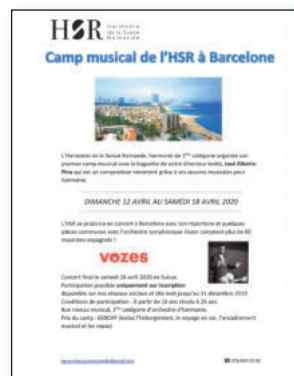 HSR Harmonie
de la Suisse
Romande
Camp musical de l'HSR à Barcelone
L'Harmonie de la Suisse Romande, harmonie de 1ère catégorie organise son
premier camp musical sous la baguette de notre directeur invité, José Alberto
Pina qui est un compositeur renommé grâce à ses œuvres musicales pour
harmonie.
DIMANCHE 12 AVRIL AU SAMEDI 18 AVRIL 2020
L'HSR se produira en concert à Barcelone avec son répertoire et quelques
pièces communes avec l'orchestre symphonique Vozes comptant plus de 60
musiciens espagnols !
vozes
Concert final le samedi 18 avril 2020 en Suisse.
Participation possible uniquement sur inscription
disponible sur nos réseaux sociaux et site web jusqu'au 31 décembre 2019.
Conditions de participation : À partir de 16 ans révolu à 25 ans.
Bon niveau musical, 1ère catégorie d'orchestre d'harmonie.
Prix du camp : 650CHF (inclus l'hébergement, le voyage en car, l'encadrement
musical et les repas)